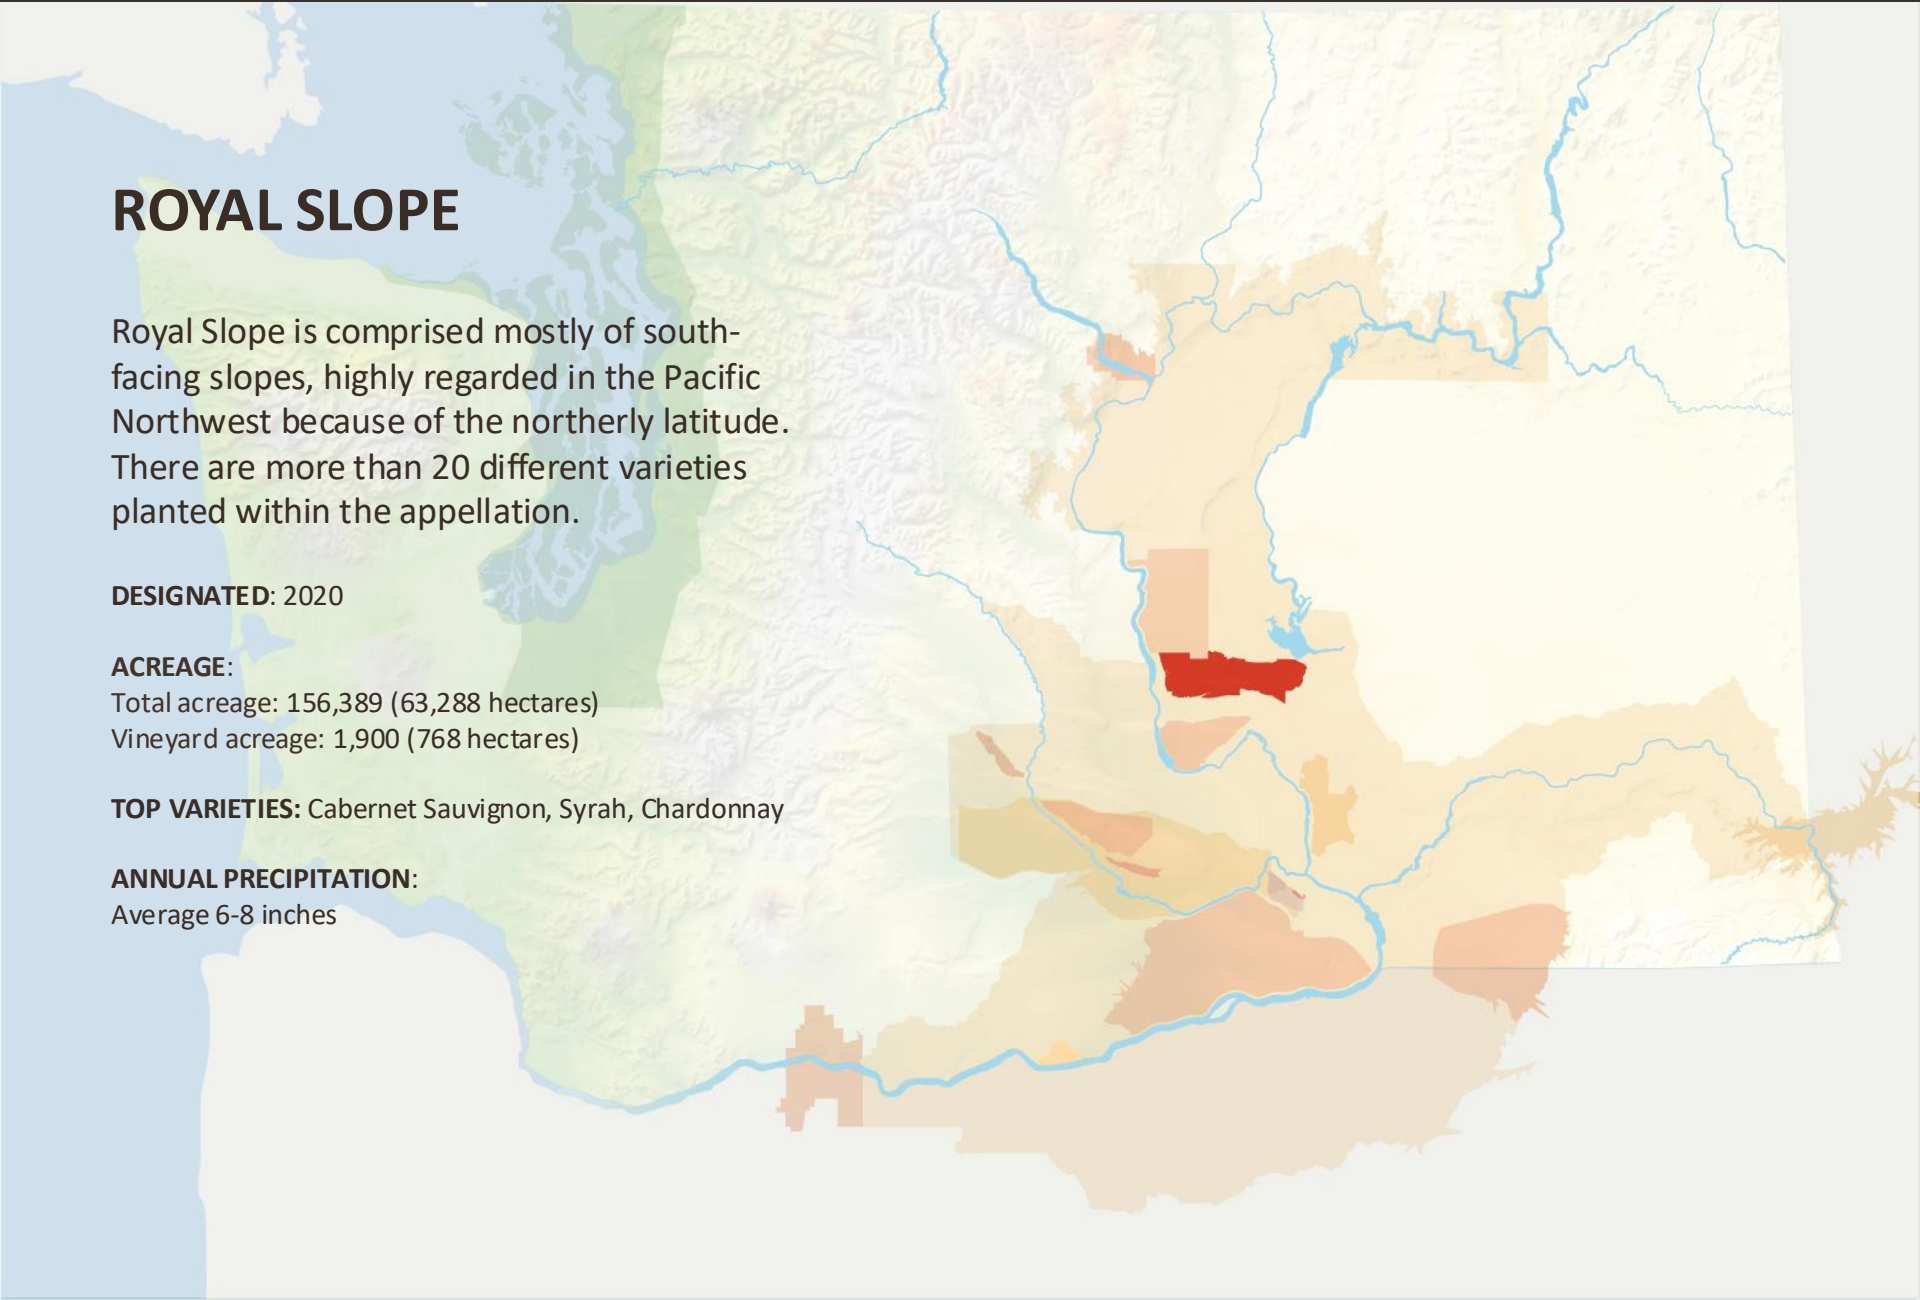 ROYAL SLOPE
Royal Slope is comprised mostly of south-
facing slopes, highly regarded in the Pacific
Northwest because of the northerly latitude.
There are more than 20 different varieties
planted within the appellation.
DESIGNATED: 2020
ACREAGE:
Total acreage: 156,389 (63,288 hectares)
Vineyard acreage: 1,900 (768 hectares)
TOP VARIETIES: Cabernet Sauvignon, Syrah, Chardonnay
ANNUAL PRECIPITATION:
Average 6-8 inches